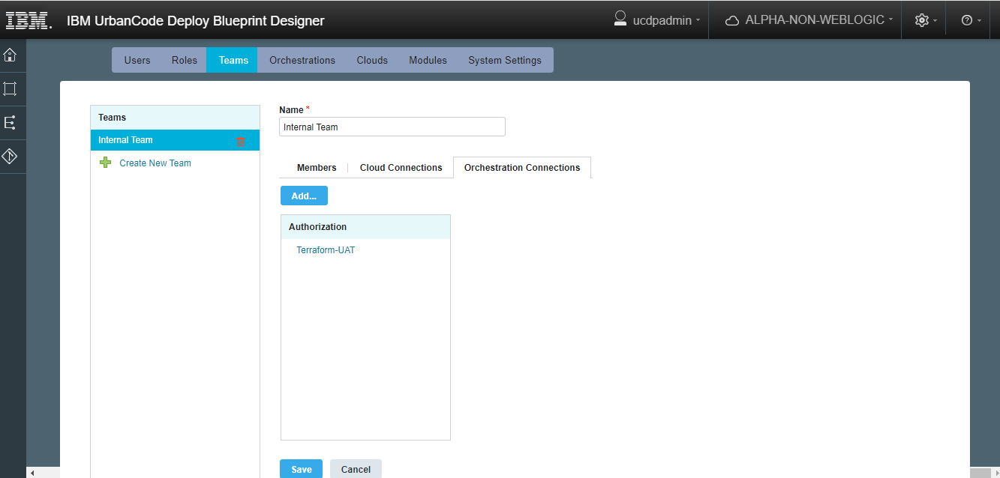 IBM. IBM UrbanCode Deploy Blueprint Designer ucdpadmin ALPHA-NON-WEBLOGIC
Users Roles Teams Orchestrations Clouds Modules System Settings
Teams
Internal Team
Create New Team
Name *
Internal Team
Members Cloud Connections Orchestration Connections
Add...
Authorization
Terraform-UAT
Save Cancel